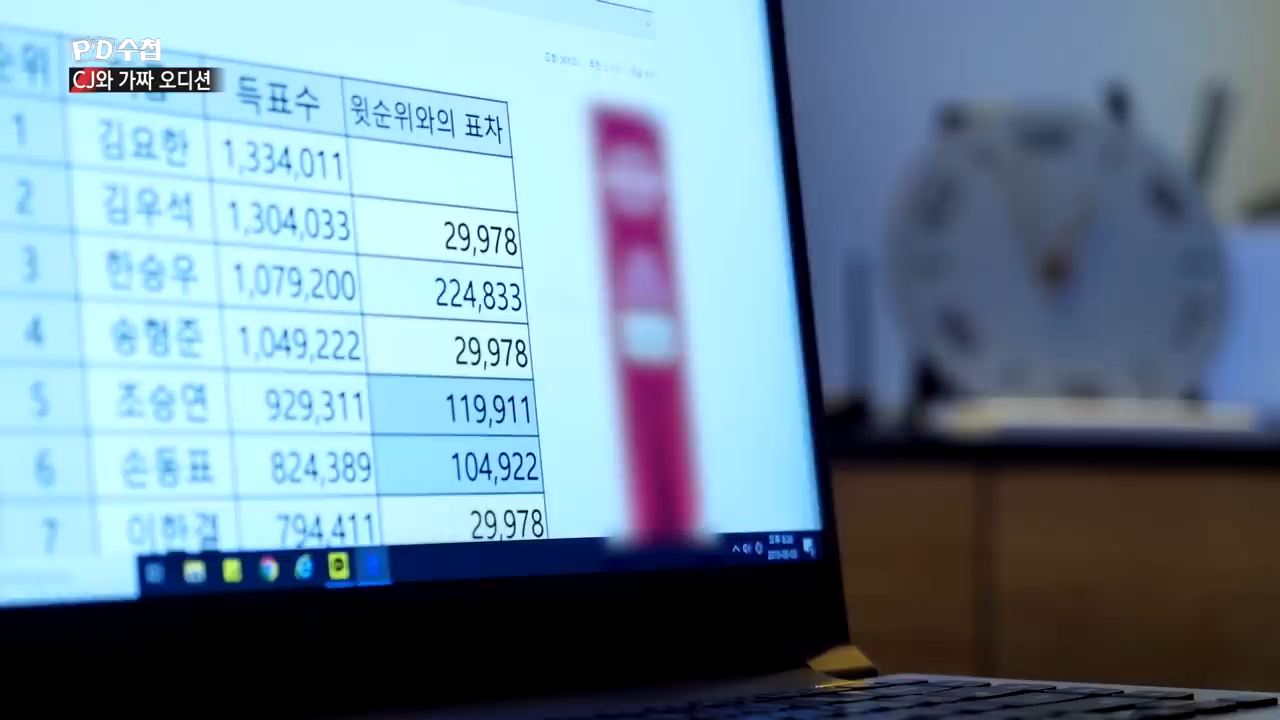 PD수첩
CJ와 가짜 오디션
순위 득표수 윗순위와의 표차
1 김요한 1,334,011
2 김우석 1,304,033 29,978
3 한승우 1,079,200 224,833
4 송형준 1,049,222 29,978
5 조승연 929,311 119,911
6 손동표 824,389 104,922
7 이한결 794,411 29,978